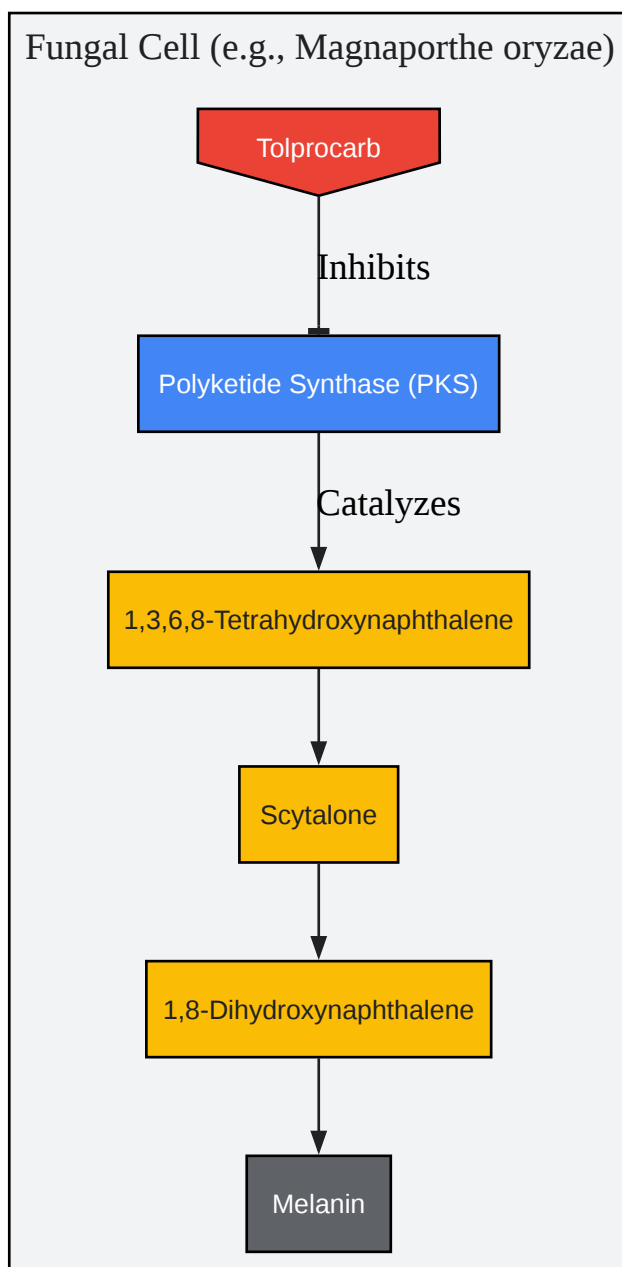 Fungal Cell (e.g., Magnaporthe oryzae)
Tolprocarb
Inhibits
Polyketide Synthase (PKS)
Catalyzes
1,3,6,8-Tetrahydroxynaphthalene
Scytalone
1,8-Dihydroxynaphthalene
Melanin